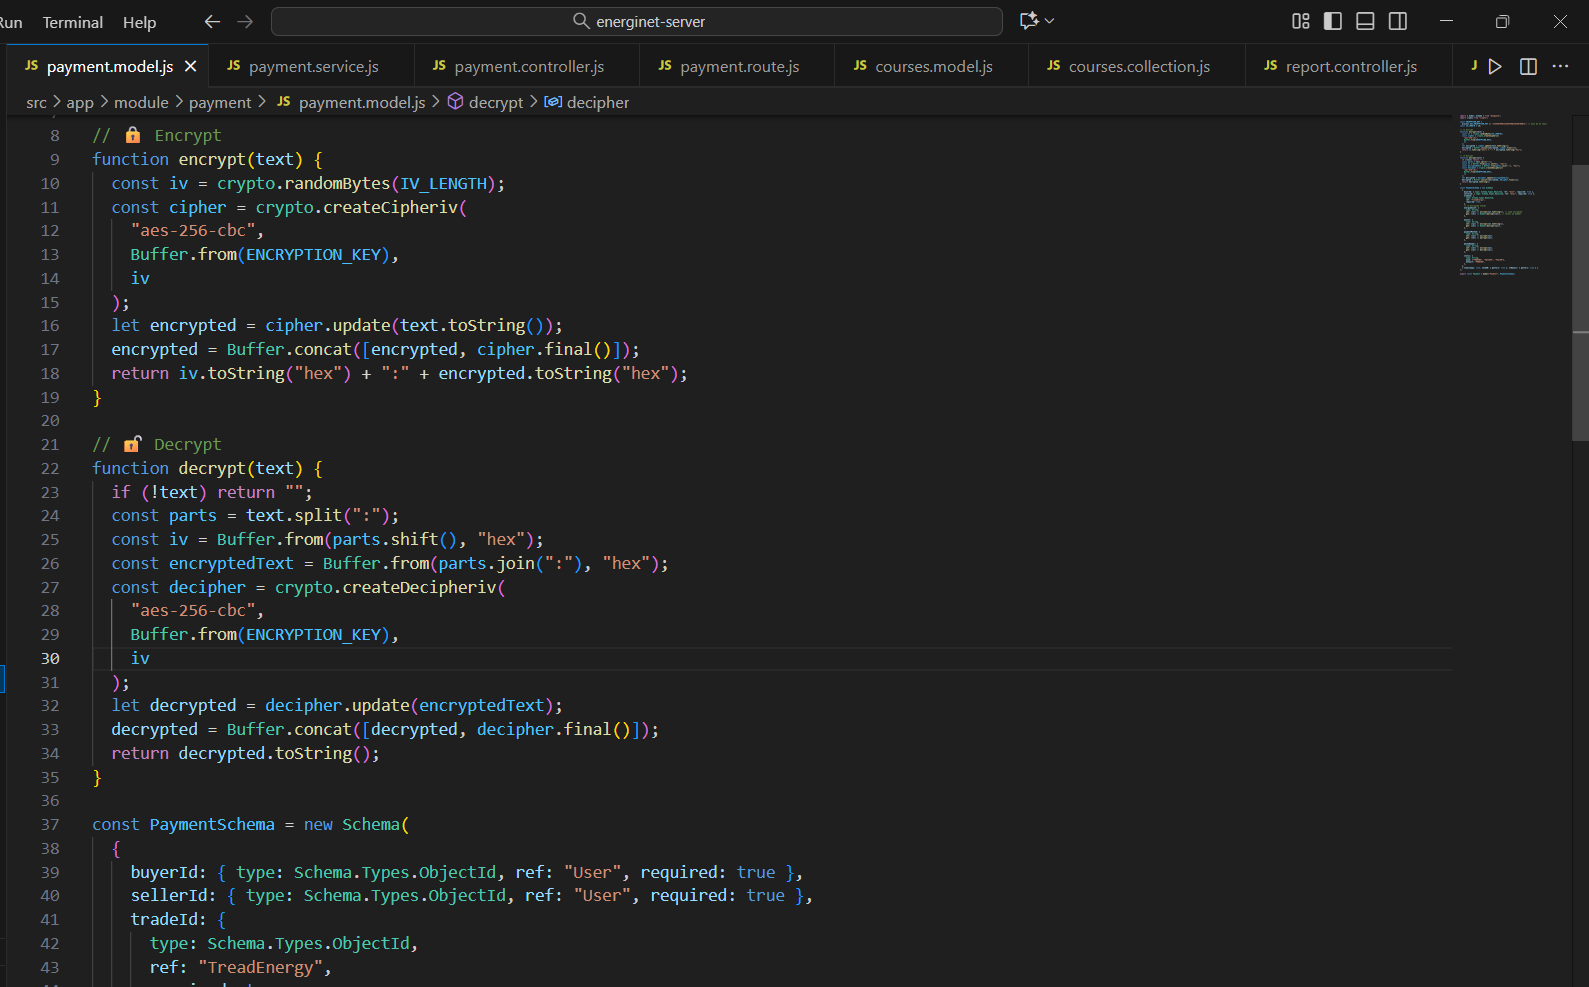 Run Terminal Help energinet-server
JS payment.model.js JS payment.service.js JS payment.controller.js JS payment.route.js JS courses.model.js JS courses.collection.js JS report.controller.js J
src > app > module > payment > JS payment.model.js > decrypt > decipher
8 // 🔒 Encrypt
9 function encrypt(text) {
10 const iv = crypto.randomBytes(IV_LENGTH);
11 const cipher = crypto.createCipheriv(
12 "aes-256-cbc",
13 Buffer.from(ENCRYPTION_KEY),
14 iv
15 );
16 let encrypted = cipher.update(text.toString());
17 encrypted = Buffer.concat([encrypted, cipher.final()]);
18 return iv.toString("hex") + ":" + encrypted.toString("hex");
19 }
20
21 // 🔓 Decrypt
22 function decrypt(text) {
23 if (!text) return "";
24 const parts = text.split(":");
25 const iv = Buffer.from(parts.shift(), "hex");
26 const encryptedText = Buffer.from(parts.join(":"), "hex");
27 const decipher = crypto.createDecipheriv(
28 "aes-256-cbc",
29 Buffer.from(ENCRYPTION_KEY),
30 iv
31 );
32 let decrypted = decipher.update(encryptedText);
33 decrypted = Buffer.concat([decrypted, decipher.final()]);
34 return decrypted.toString();
35 }
36
37 const PaymentSchema = new Schema(
38 {
39 buyerId: { type: Schema.Types.ObjectId, ref: "User", required: true },
40 sellerId: { type: Schema.Types.ObjectId, ref: "User", required: true },
41 tradeId: {
42 type: Schema.Types.ObjectId,
43 ref: "TreadEnergy",